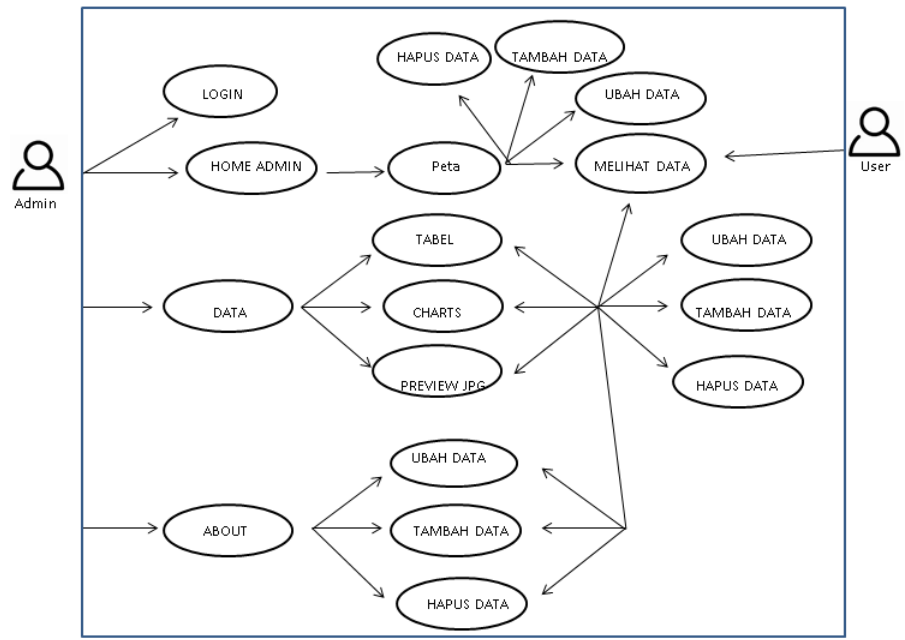 HAPUS DATA
TAMBAH DATA
LOGIN
UBAH DATA
HOME ADMIN
Peta
MELIHAT DATA
Admin
User
TABEL
UBAH DATA
DATA
CHARTS
TAMBAH DATA
PREVIEW JPG
HAPUS DATA
UBAH DATA
ABOUT
TAMBAH DATA
HAPUS DATA